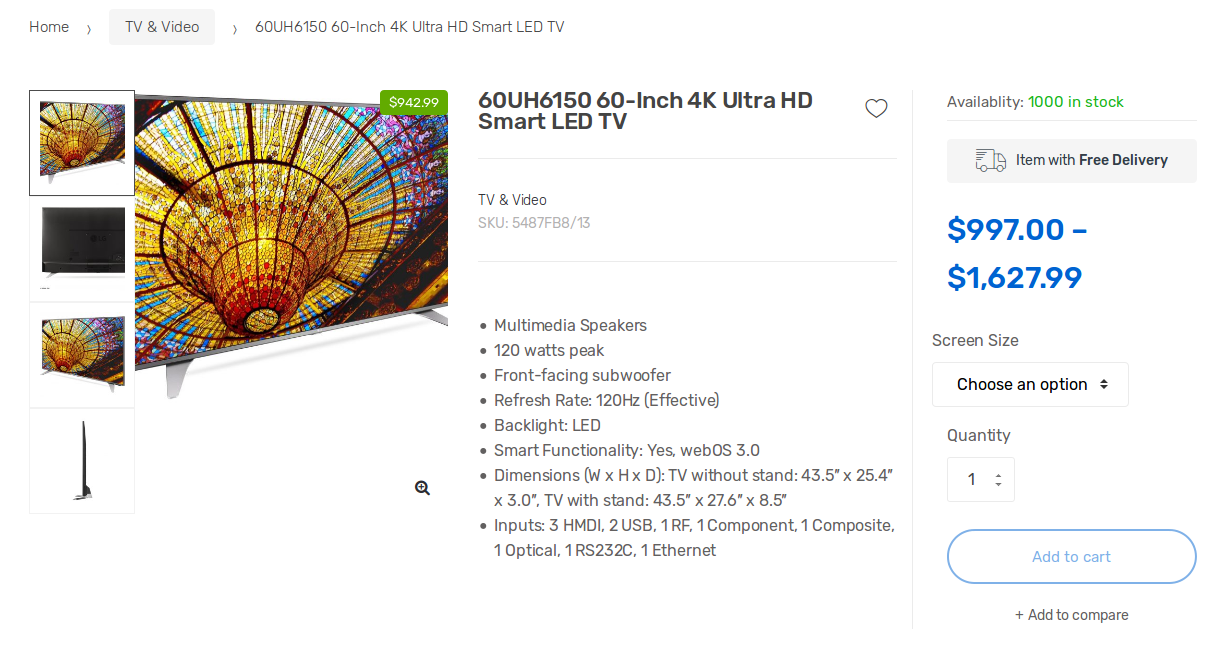 Home › TV & Video › 60UH6150 60-Inch 4K Ultra HD Smart LED TV
$942.99
60UH6150 60-Inch 4K Ultra HD
Smart LED TV
TV & Video
SKU: 5487FB8/13
• Multimedia Speakers
• 120 watts peak
• Front-facing subwoofer
• Refresh Rate: 120Hz (Effective)
• Backlight: LED
• Smart Functionality: Yes, webOS 3.0
• Dimensions (W x H x D): TV without stand: 43.5″ x 25.4″
x 3.0″, TV with stand: 43.5″ x 27.6″ x 8.5″
• Inputs: 3 HMDI, 2 USB, 1 RF, 1 Component, 1 Composite,
1 Optical, 1 RS232C, 1 Ethernet
Availablity: 1000 in stock
Item with Free Delivery
$997.00 –
$1,627.99
Screen Size
Choose an option
Quantity
1
Add to cart
+ Add to compare